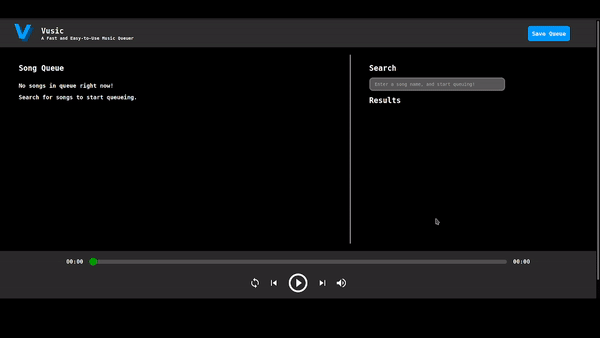 Vusic
A Fast and Easy-to-Use Music Queuer
Save Queue
Song Queue
No songs in queue right now!
Search for songs to start queueing.
Search
Enter a song name, and start queuing!
Results
00:00
00:00